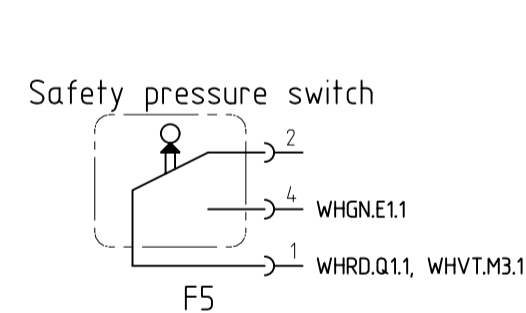 Safety pressure switch
2
4 WHGN.E1.1
1 WHRD.Q1.1, WHVT.M3.1
F5